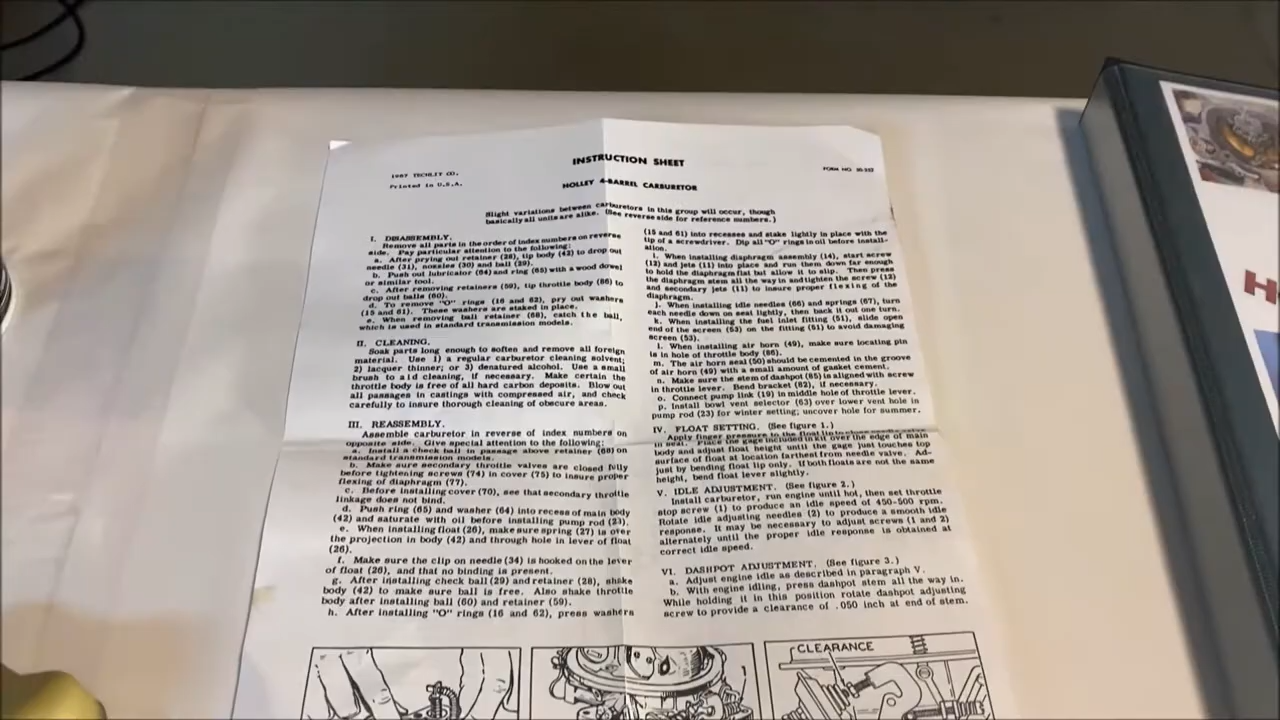 INSTRUCTION SHEET
1987 TECHLIT CO.
Printed in U.S.A.
FORM NO
HOLLEY 4-BARREL CARBURETOR
Slight variations between carburetors in this group will occur, though
basically all units are alike. (See reverse side for reference numbers.)
I. DISASSEMBLY.
Remove all parts in the order of index numbers on reverse
side. Pay particular attention to the following:
a. After prying out retainer (28), tip body (42) to drop out
needle (31), nozzles (30) and ball (29).
b. Push out lubricator (64) and ring (65) with a wood dowel
or similar tool.
c. After removing retainers (59), tip throttle body (86) to
drop out balls (60).
d. To remove "O" rings (16 and 62), pry out washers
(15 and 61). These washers are staked in place.
e. When removing ball retainer (68), catch the ball,
which is used in standard transmission models.
II. CLEANING.
Soak parts long enough to soften and remove all foreign
material. Use 1) a regular carburetor cleaning solvent;
2) lacquer thinner; or 3) denatured alcohol. Use a small
brush to aid cleaning, if necessary. Make certain the
throttle body is free of all hard carbon deposits. Blow out
all passages in castings with compressed air, and check
carefully to insure thorough cleaning of obscure areas.
III. REASSEMBLY.
Assemble carburetor in reverse of index numbers on
opposite side. Give special attention to the following:
a. Install a check ball in passage above retainer (68) on
standard transmission models.
b. Make sure secondary throttle valves are closed fully
before tightening screws (74) in cover (75) to insure proper
flexing of diaphragm (77).
c. Before installing cover (70), see that secondary throttle
linkage does not bind.
d. Push ring (65) and washer (64) into recess of main body
(42) and saturate with oil before installing pump rod (23).
e. When installing float (26), make sure spring (27) is over
the projection in body (42) and through hole in lever of float
(26).
f. Make sure the clip on needle (34) is hooked on the lever
of float (26), and that no binding is present.
g. After installing check ball (29) and retainer (28), shake
body (42) to make sure ball is free. Also shake throttle
body after installing ball (60) and retainer (59).
h. After installing "O" rings (16 and 62), press washers
(15 and 61) into recesses and stake lightly in place with the
tip of a screwdriver. Dip all "O" rings in oil before install-
ation.
i. When installing diaphragm assembly (14), start screw
(12) and jets (11) into place and run them down far enough
to hold the diaphragm flat but allow it to slip. Then press
the diaphragm stem all the way in and tighten the screw (12)
and secondary jets (11) to insure proper flexing of the
diaphragm.
j. When installing idle needles (66) and springs (67), turn
each needle down on seat lightly, then back it out one turn.
k. When installing the fuel inlet fitting (51), slide open
end of the screen (53) on the fitting (51) to avoid damaging
screen (53).
l. When installing air horn (49), make sure locating pin
is in hole of throttle body (86).
m. The air horn seal (50) should be cemented in the groove
of air horn (49) with a small amount of gasket cement.
n. Make sure the stem of dashpot (85) is aligned with screw
in throttle lever. Bend bracket (82), if necessary.
o. Connect pump link (19) in middle hole of throttle lever.
p. Install bowl vent selector (63) over lower vent hole in
pump rod (23) for winter setting; uncover hole for summer.
IV. FLOAT SETTING. (See figure 1.)
Apply finger pressure to the float lip to close needle valve
in seat. Place the gage included in kit over the edge of main
body and adjust float height until the gage just touches top
surface of float at location farthest from needle valve. Ad-
just by bending float lip only. If both floats are not the same
height, bend float lever slightly.
V. IDLE ADJUSTMENT. (See figure 2.)
Install carburetor, run engine until hot, then set throttle
stop screw (1) to produce an idle speed of 450-500 rpm.
Rotate idle adjusting needles (2) to produce a smooth idle
response. It may be necessary to adjust screws (1 and 2)
alternately until the proper idle response is obtained at
correct idle speed.
VI. DASHPOT ADJUSTMENT. (See figure 3.)
a. Adjust engine idle as described in paragraph V.
b. With engine idling, press dashpot stem all the way in.
While holding it in this position rotate dashpot adjusting
screw to provide a clearance of .050 inch at end of stem.
CLEARANCE
H